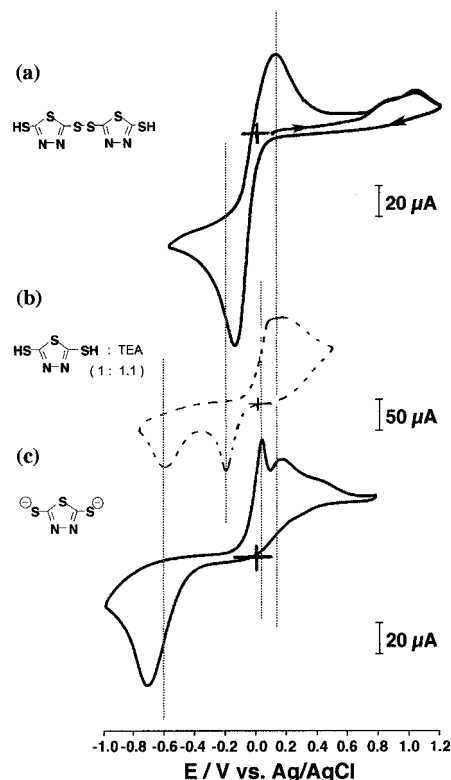 (a)
S S
HS S-S SH
N-N N-N
20 µA
(b)
S
HS SH : TEA
N-N (1 : 1.1)
50 µA
(c)
⊖ S ⊖
S S
N-N
20 µA
-1.0 -0.8 -0.6 -0.4 -0.2 0.0 0.2 0.4 0.6 0.8 1.0 1.2
E / V vs. Ag/AgCl